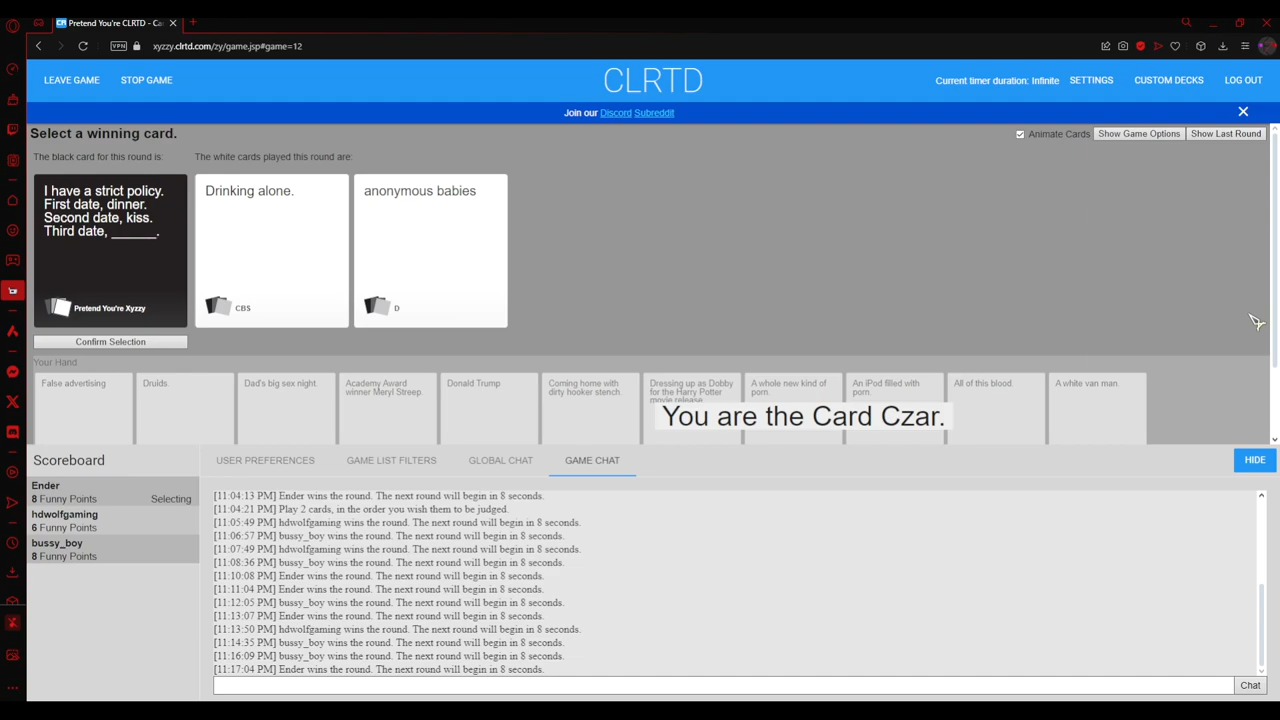 Pretend You're CLRTD - Ca
VPN
xyzzy.clrtd.com/zy/game.jsp#game=12
LEAVE GAME
STOP GAME
CLRTD
Current timer duration: Infinite
SETTINGS
CUSTOM DECKS
LOG OUT
Join our Discord Subreddit
Select a winning card.
Animate Cards
Show Game Options
Show Last Round
The black card for this round is:
The white cards played this round are:
I have a strict policy.
First date, dinner.
Second date, kiss.
Third date, ______.
Pretend You're Xyzzy
Drinking alone.
CBS
anonymous babies
D
Confirm Selection
Your Hand
False advertising
Druids.
Dad's big sex night.
Academy Award
winner Meryl Streep.
Donald Trump
Coming home with
dirty hooker stench.
Dressing up as Dobby
for the Harry Potter
movie release.
A whole new kind of
porn.
An iPod filled with
porn.
All of this blood.
A white van man.
You are the Card Czar.
Scoreboard
Ender
8 Funny Points
Selecting
hdwolfgaming
6 Funny Points
bussy_boy
8 Funny Points
USER PREFERENCES
GAME LIST FILTERS
GLOBAL CHAT
GAME CHAT
HIDE
[11:04:13 PM] Ender wins the round. The next round will begin in 8 seconds.
[11:04:21 PM] Play 2 cards, in the order you wish them to be judged.
[11:05:49 PM] hdwolfgaming wins the round. The next round will begin in 8 seconds.
[11:06:57 PM] bussy_boy wins the round. The next round will begin in 8 seconds.
[11:07:49 PM] hdwolfgaming wins the round. The next round will begin in 8 seconds.
[11:08:36 PM] bussy_boy wins the round. The next round will begin in 8 seconds.
[11:10:08 PM] Ender wins the round. The next round will begin in 8 seconds.
[11:11:04 PM] Ender wins the round. The next round will begin in 8 seconds.
[11:12:05 PM] bussy_boy wins the round. The next round will begin in 8 seconds.
[11:13:07 PM] Ender wins the round. The next round will begin in 8 seconds.
[11:13:50 PM] hdwolfgaming wins the round. The next round will begin in 8 seconds.
[11:14:35 PM] bussy_boy wins the round. The next round will begin in 8 seconds.
[11:16:09 PM] bussy_boy wins the round. The next round will begin in 8 seconds.
[11:17:04 PM] Ender wins the round. The next round will begin in 8 seconds.
Chat